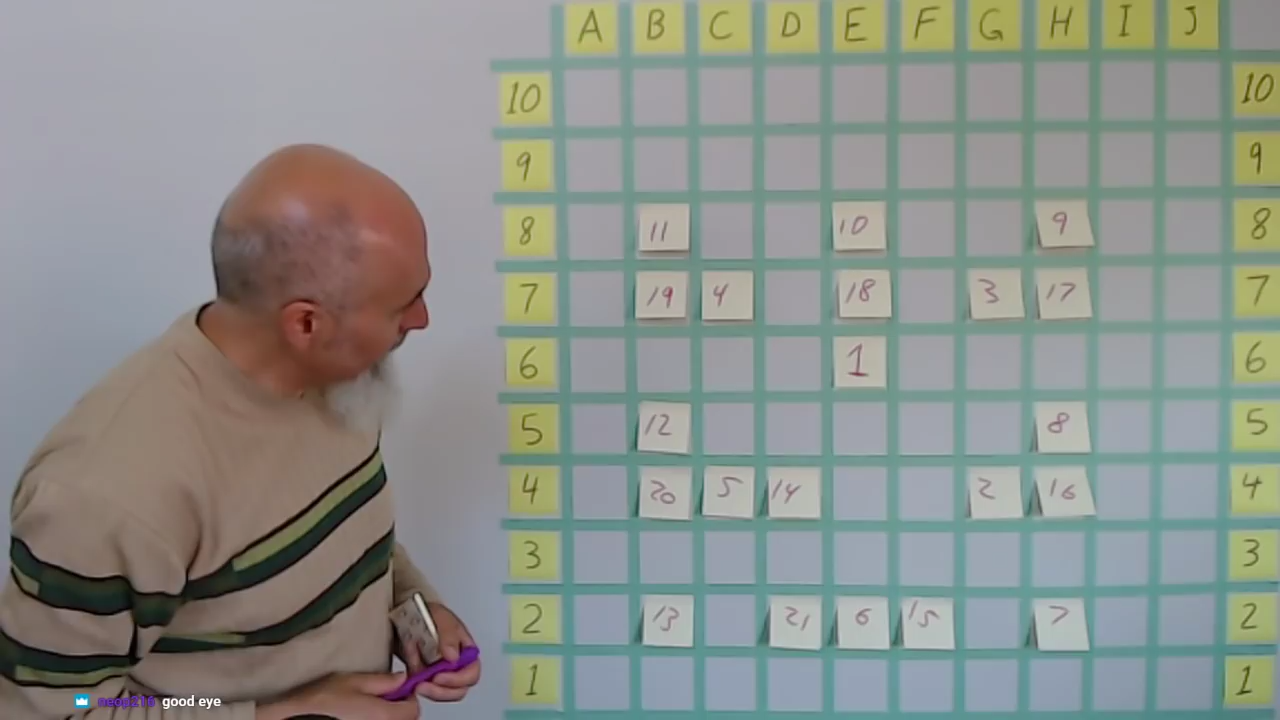 A B C D E F G H I J
10 10
9 9
8 11 10 9 8
7 19 4 18 3 17 7
6 1 6
5 12 8 5
4 20 5 14 2 16 4
3 3
2 13 21 6 15 7 2
1 1
neop216 good eye